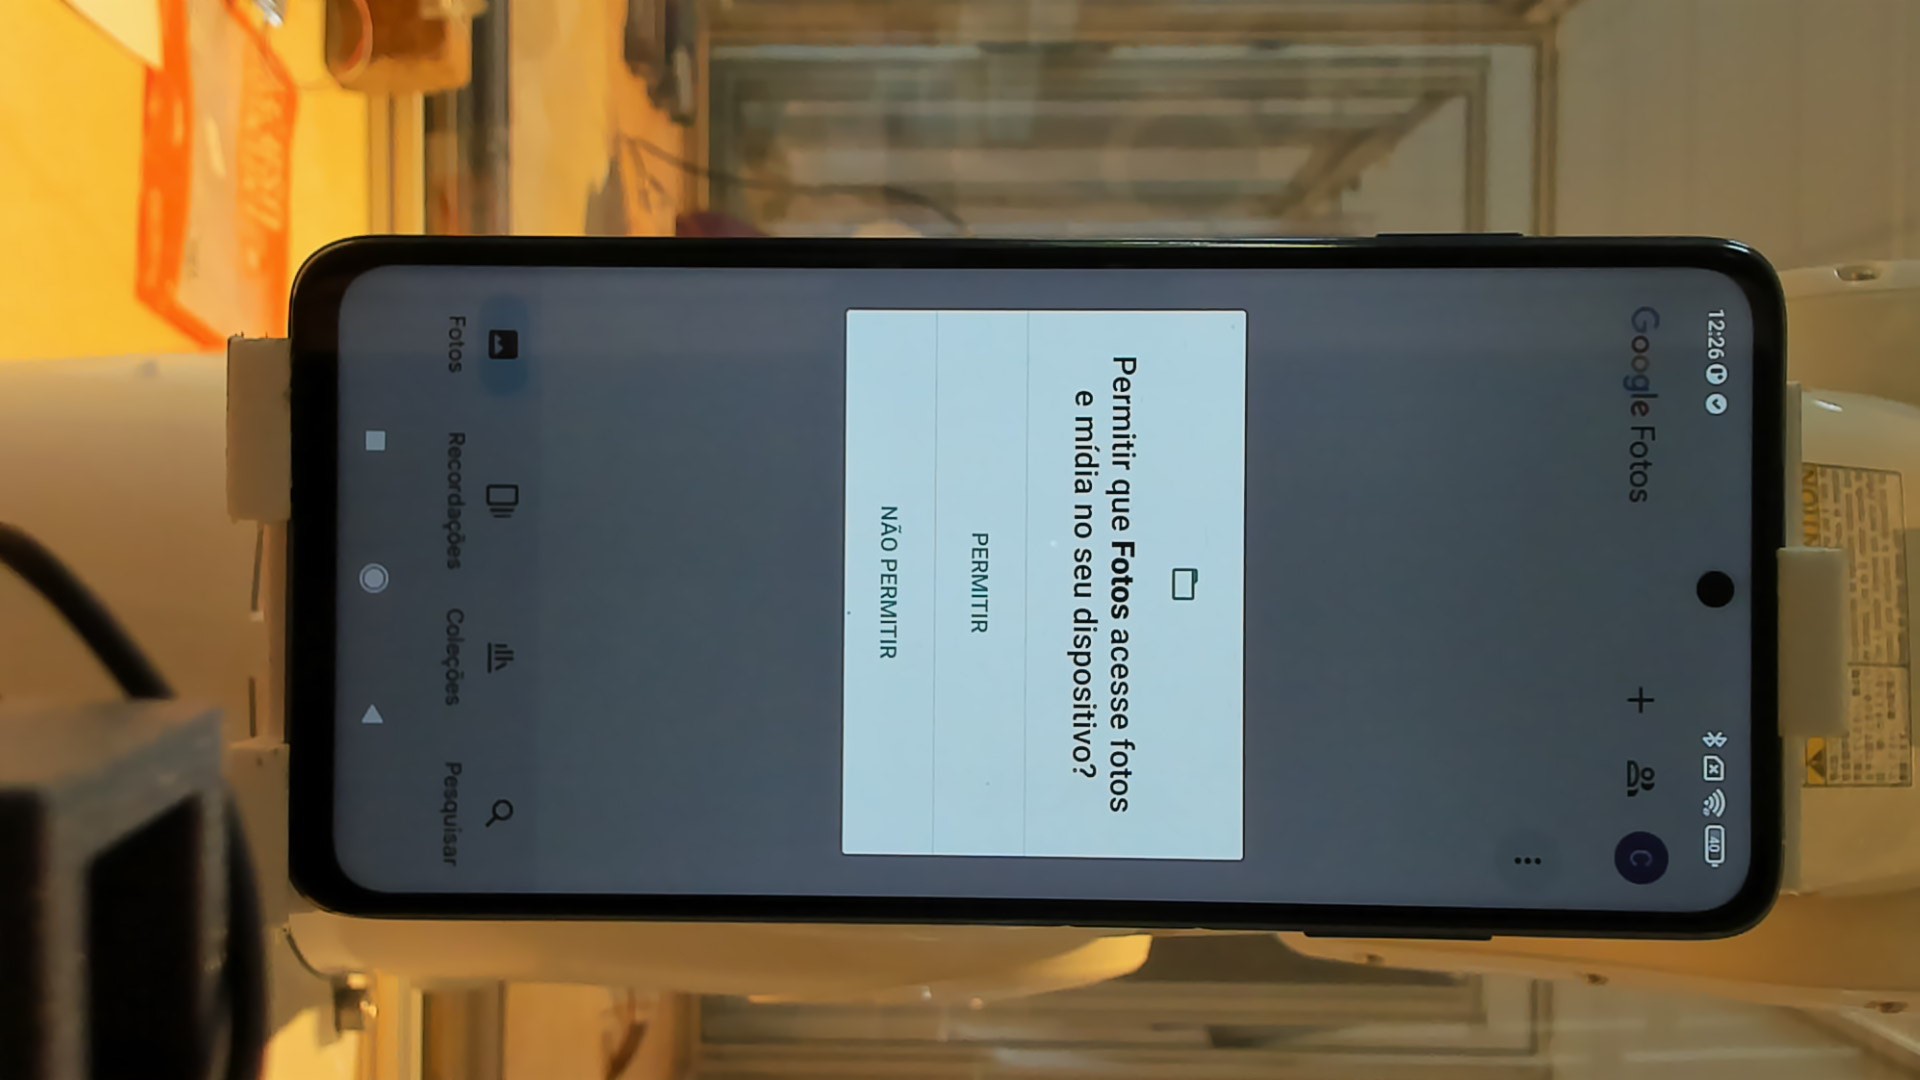 12:26
40
Google Fotos
C
Permitir que Fotos acesse fotos
e mídia no seu dispositivo?
PERMITIR
NÃO PERMITIR
Fotos
Recordações
Coleções
Pesquisar